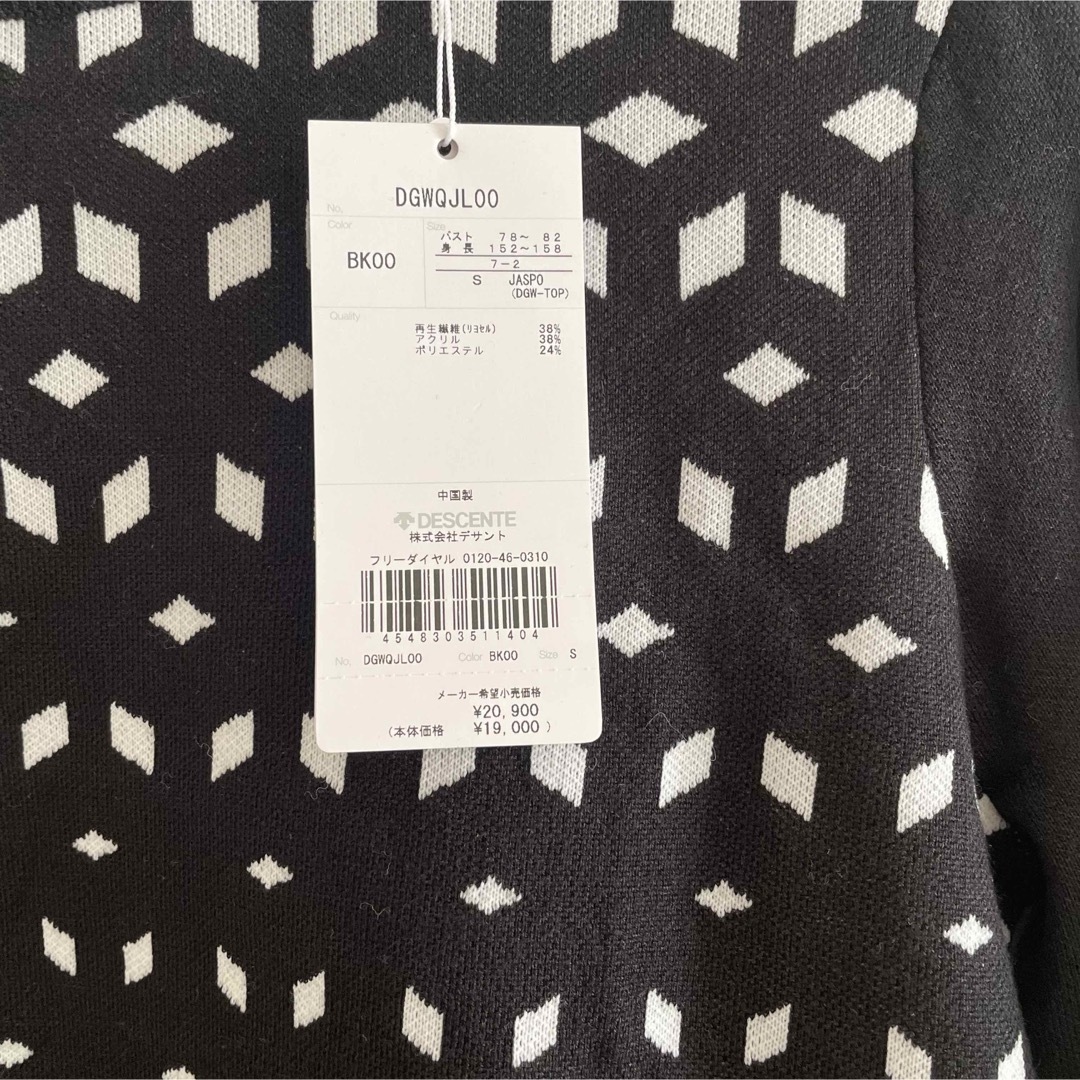 No. DGWQJL00
Color
BK00
Size
バスト 78～ 82
身長 152～158
7-2
S JASPO
(DGW-TOP)
Quality
再生繊維(ﾘﾖｾﾙ) 38%
アクリル 38%
ポリエステル 24%
中国製
DESCENTE
株式会社デサント
フリーダイヤル 0120-46-0310
4548303511404
No. DGWQJL00 Color BK00 Size S
メーカー希望小売価格
¥20,900
(本体価格 ¥19,000)